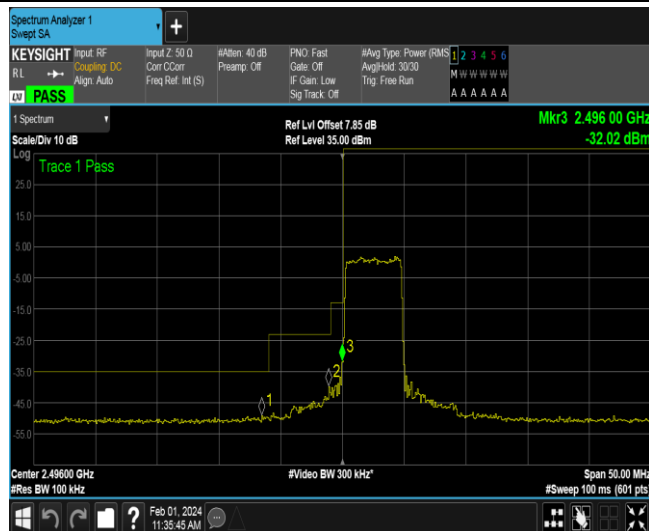 Spectrum Analyzer 1
Swept SA
KEYSIGHT
RL
LXI PASS
Input: RF
Coupling: DC
Align: Auto
Input Z: 50 Ω
Corr CCorr
Freq Ref: Int (S)
#Atten: 40 dB
Preamp: Off
PNO: Fast
Gate: Off
IF Gain: Low
Sig Track: Off
#Avg Type: Power (RMS
Avg|Hold: 30/30
Trig: Free Run
1 2 3 4 5 6
M W W W W W
A A A A A A
1 Spectrum
Scale/Div 10 dB
Ref Lvl Offset 7.85 dB
Ref Level 35.00 dBm
Mkr3 2.496 00 GHz
-32.02 dBm
Log
Trace 1 Pass
25.0
15.0
5.00
-5.00
-15.0
-25.0
-35.0
-45.0
-55.0
1
2
3
Center 2.49600 GHz
#Res BW 100 kHz
#Video BW 300 kHz*
Span 50.00 MHz
#Sweep 100 ms (601 pts)
?
Feb 01, 2024
11:35:45 AM